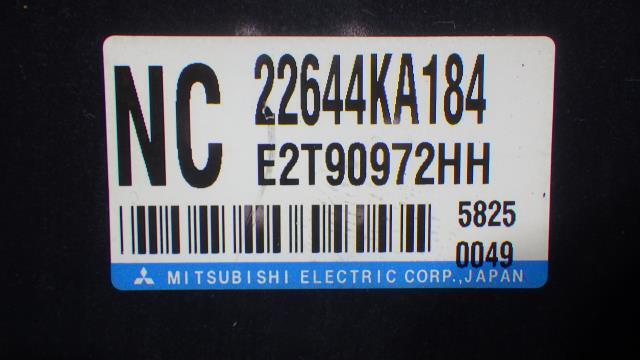 NC
22644KA184
E2T90972HH
5825
0049
MITSUBISHI ELECTRIC CORP.,JAPAN